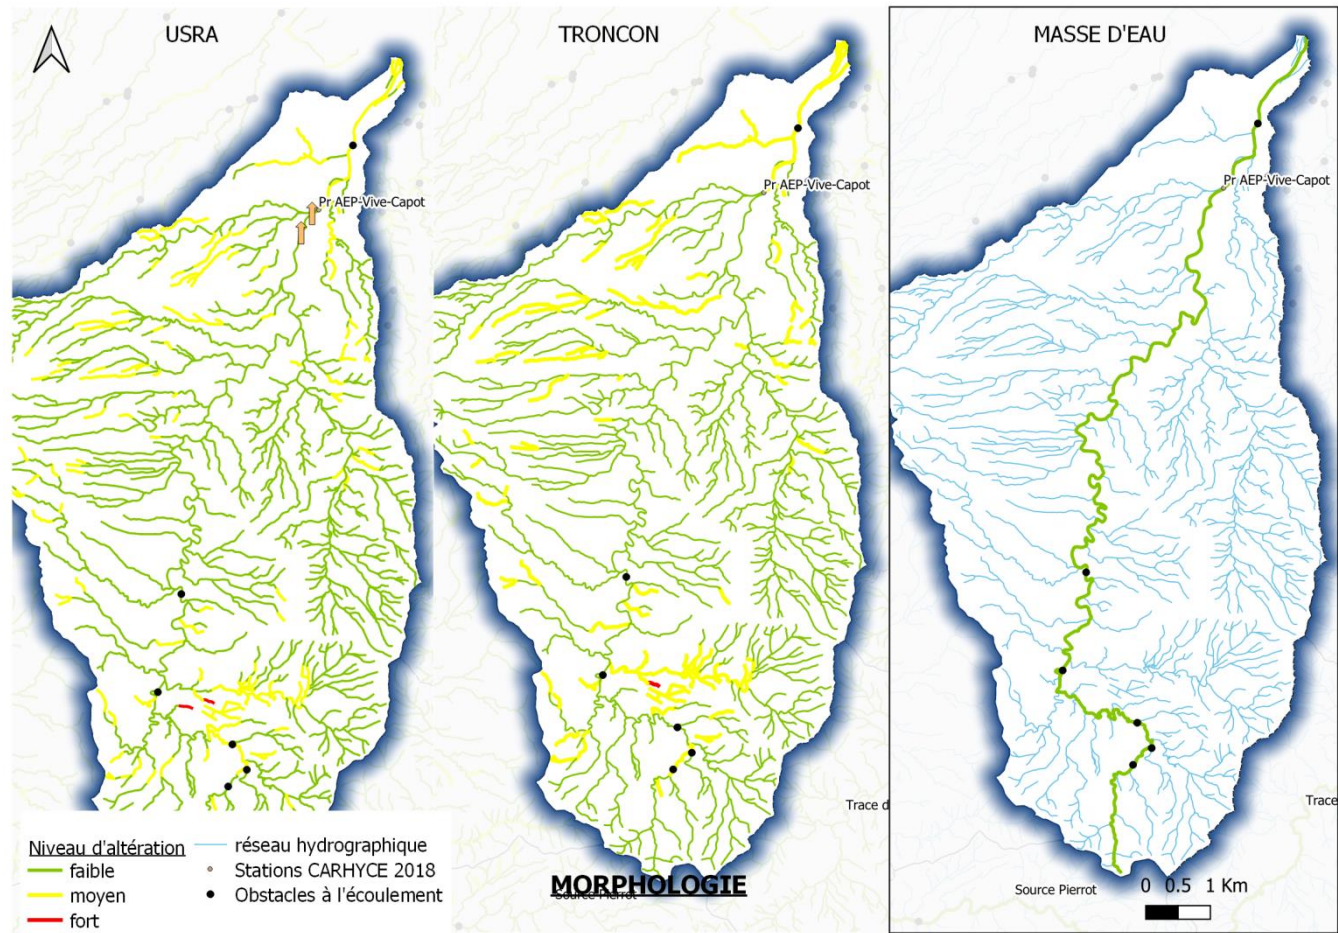 USRA
TRONCON
MASSE D'EAU
Pr AEP-Vive-Capot
Pr AEP-Vive-Capot
Pr AEP-Vive-Capot
Trace d
Trace
Niveau d'altération
faible
moyen
fort
réseau hydrographique
Stations CARHYCE 2018
Obstacles à l'écoulement
MORPHOLOGIE
Source Pierrot
Source Pierrot
0 0.5 1 Km